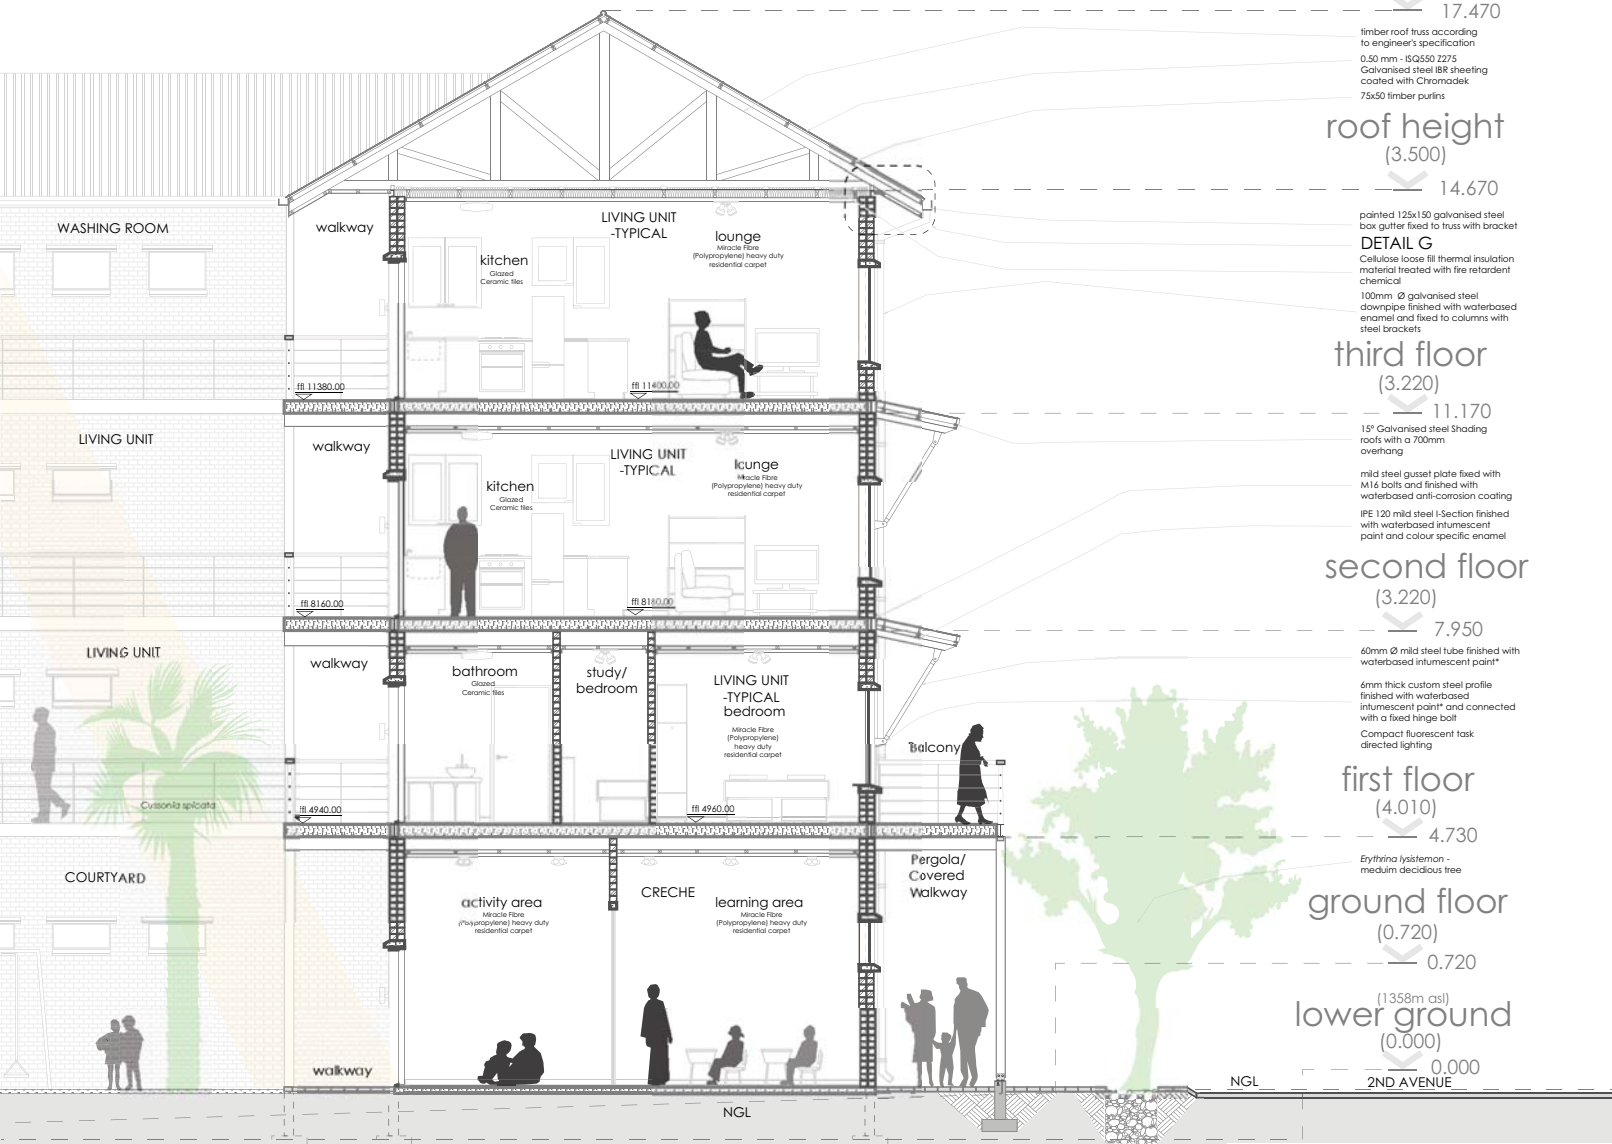 17.470
timber roof truss according
to engineer's specification
0.50 mm - ISQ550 Z275
Galvanised steel IBR sheeting
coated with Chromadek
75x50 timber purlins
roof height
(3.500)
14.670
painted 125x150 galvanised steel
box gutter fixed to truss with bracket
DETAIL G
Cellulose loose fill thermal insulation
material treated with fire retardent
chemical
100mm Ø galvanised steel
downpipe finished with waterbased
enamel and fixed to columns with
steel brackets
third floor
(3.220)
11.170
15° Galvanised steel Shading
roofs with a 700mm
overhang
mild steel gusset plate fixed with
M16 bolts and finished with
waterbased anti-corrosion coating
IPE 120 mild steel I-Section finished
with waterbased intumescent
paint and colour specific enamel
second floor
(3.220)
7.950
60mm Ø mild steel tube finished with
waterbased intumescent paint*
6mm thick custom steel profile
finished with waterbased
intumescent paint* and connected
with a fixed hinge bolt
Compact fluorescent task
directed lighting
first floor
(4.010)
4.730
Erythrina lysistemon -
meduim decidious tree
ground floor
(0.720)
0.720
(1358m asl)
lower ground
(0.000)
0.000
NGL
2ND AVENUE
WASHING ROOM
walkway
LIVING UNIT
-TYPICAL
kitchen
Glazed
Ceramic tiles
lounge
Miracle Fibre
(Polypropylene) heavy duty
residential carpet
ffl 11380.00
ffl 11400.00
LIVING UNIT
walkway
LIVING UNIT
-TYPICAL
kitchen
Glazed
Ceramic tiles
lounge
Miracle Fibre
(Polypropylene) heavy duty
residential carpet
ffl 8160.00
ffl 8180.00
LIVING UNIT
walkway
bathroom
Glazed
Ceramic tiles
study/
bedroom
LIVING UNIT
-TYPICAL
bedroom
Miracle Fibre
(Polypropylene)
heavy duty
residential carpet
Balcony
Cussonia spicata
ffl 4940.00
ffl 4960.00
COURTYARD
activity area
Miracle Fibre
(Polypropylene) heavy duty
residential carpet
CRECHE
learning area
Miracle Fibre
(Polypropylene) heavy duty
residential carpet
Pergola/
Covered
Walkway
walkway
NGL